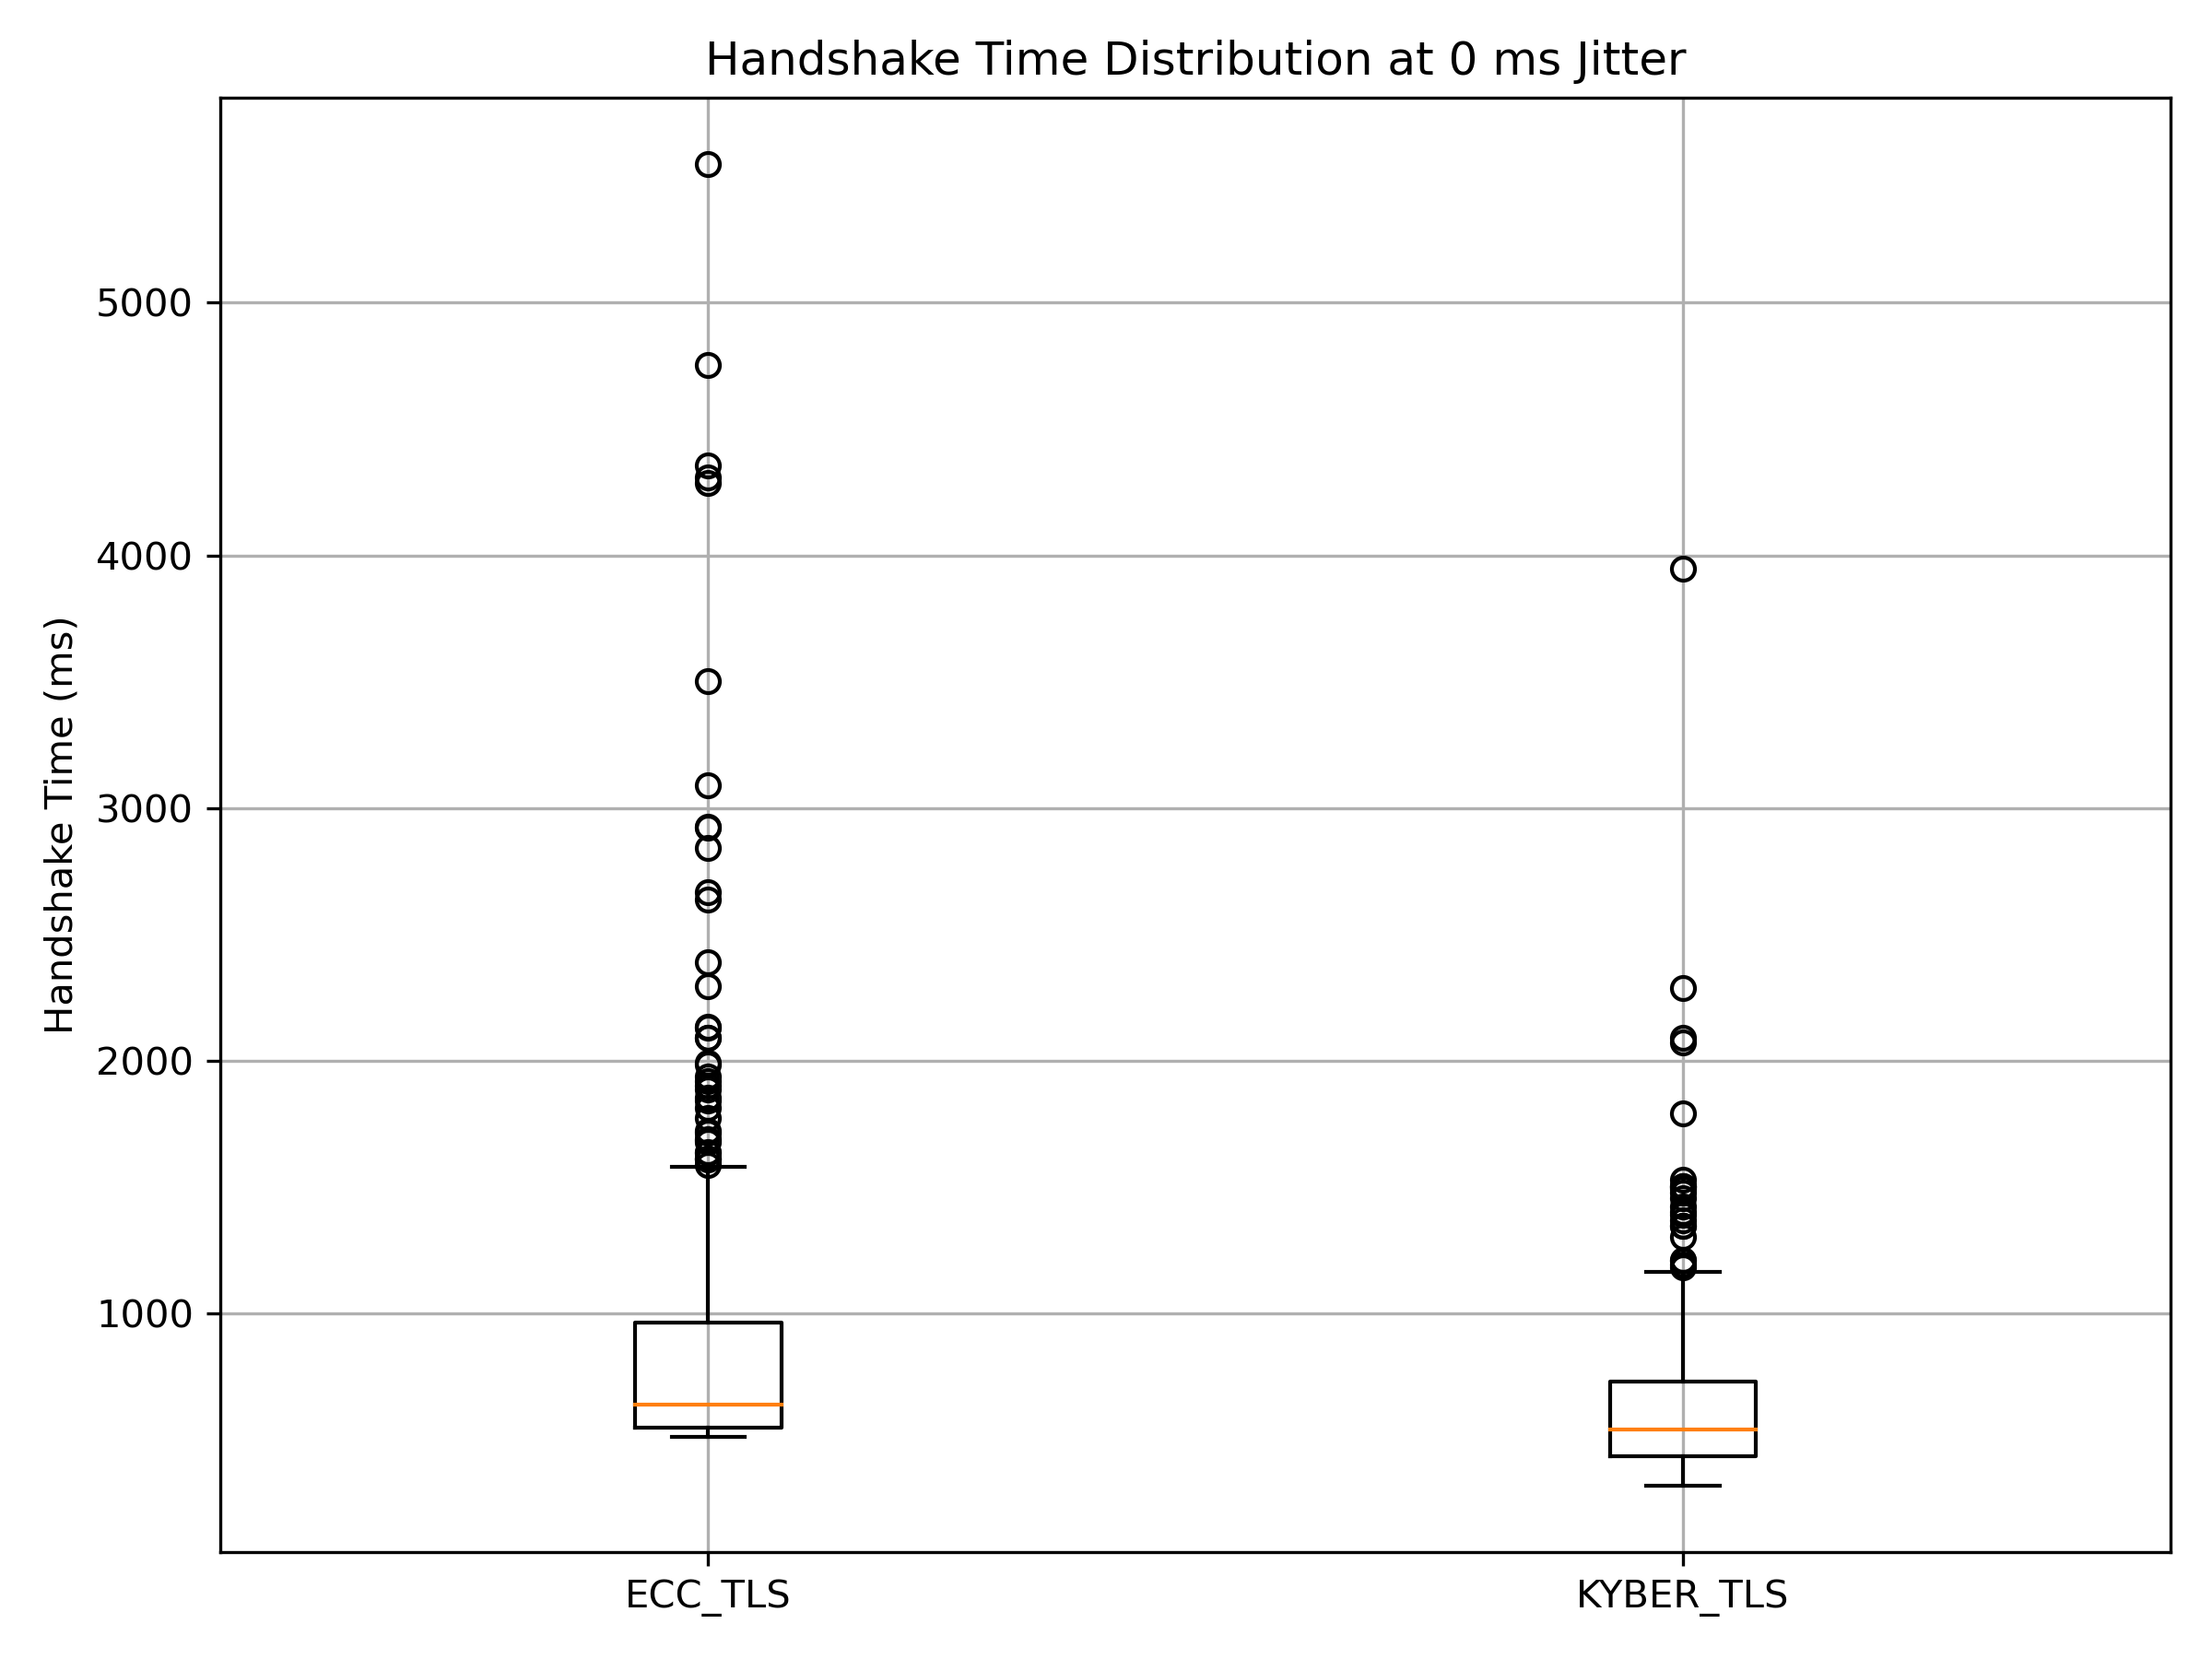 Handshake Time Distribution at 0 ms Jitter
Handshake Time (ms)
5000
4000
3000
2000
1000
ECC_TLS
KYBER_TLS